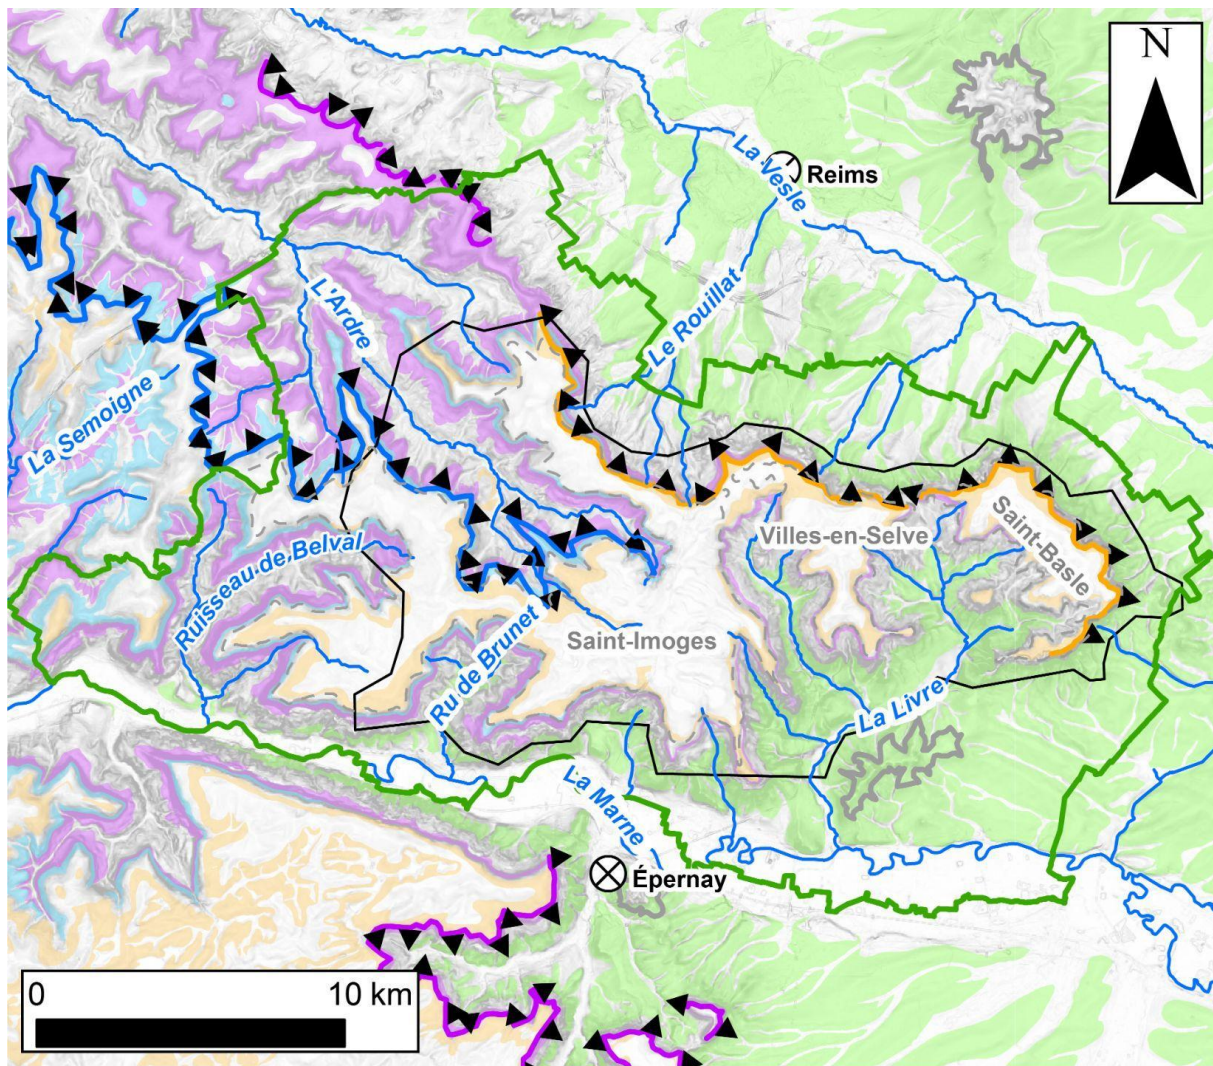 N
La Vesle
Reims
L'Ardre
Le Rouillat
La Semoigne
Villes-en-Selve
Saint-Basle
Ruisseau de Belval
Saint-Imoges
Ru de Brunet
La Livre
La Marne
Épernay
0
10 km